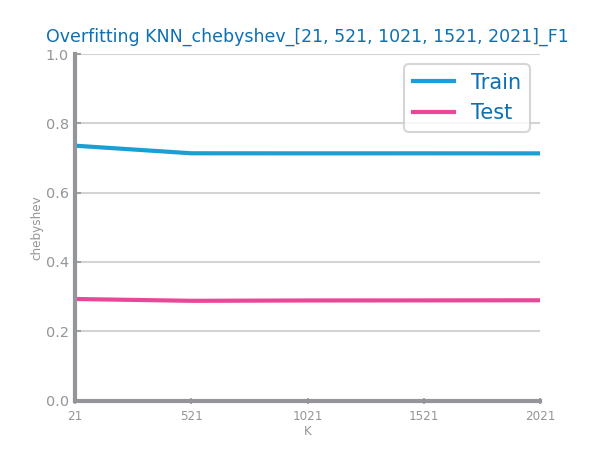 Overfitting KNN_chebyshev_[21, 521, 1021, 1521, 2021]_F1
1.0
Train
Test
0.8
0.6
chebyshev
0.4
0.2
0.0
21 521 1021 1521 2021
K